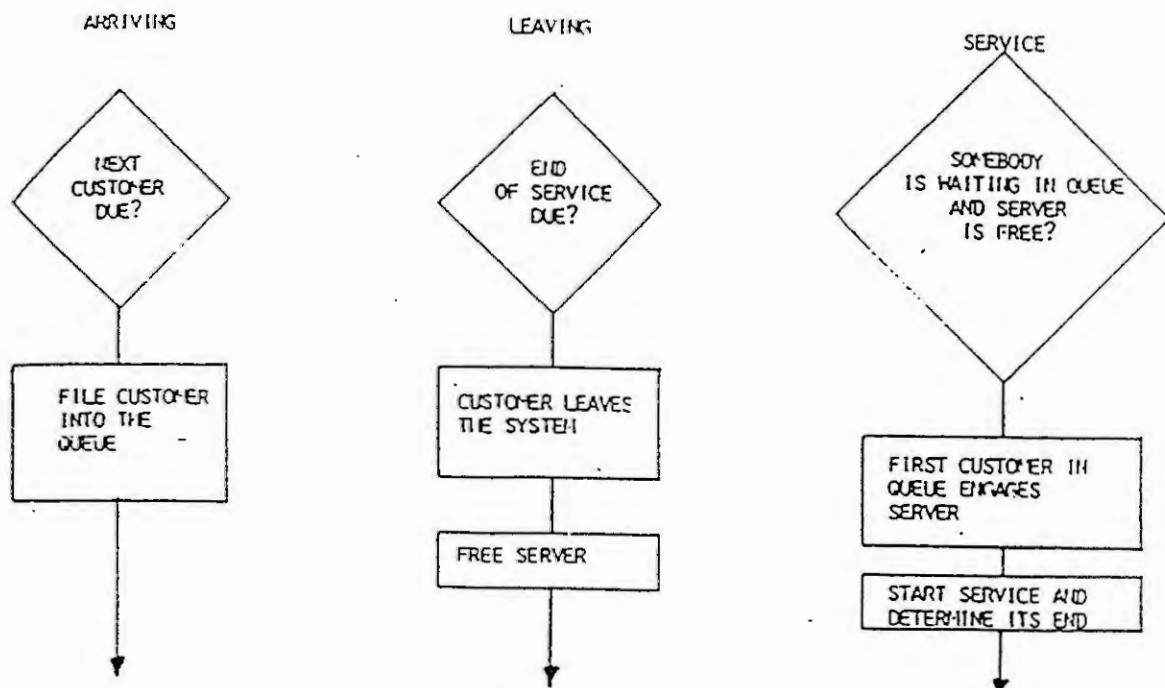 ARRIVING
NEXT
CUSTOMER
DUE?
FILE CUSTOMER
INTO THE
QUEUE
LEAVING
END
OF SERVICE
DUE?
CUSTOMER LEAVES
THE SYSTEM
FREE SERVER
SERVICE
SOMEBODY
IS WAITING IN QUEUE
AND SERVER
IS FREE?
FIRST CUSTOMER IN
QUEUE ENGAGES
SERVER
START SERVICE AND
DETERMINE ITS END